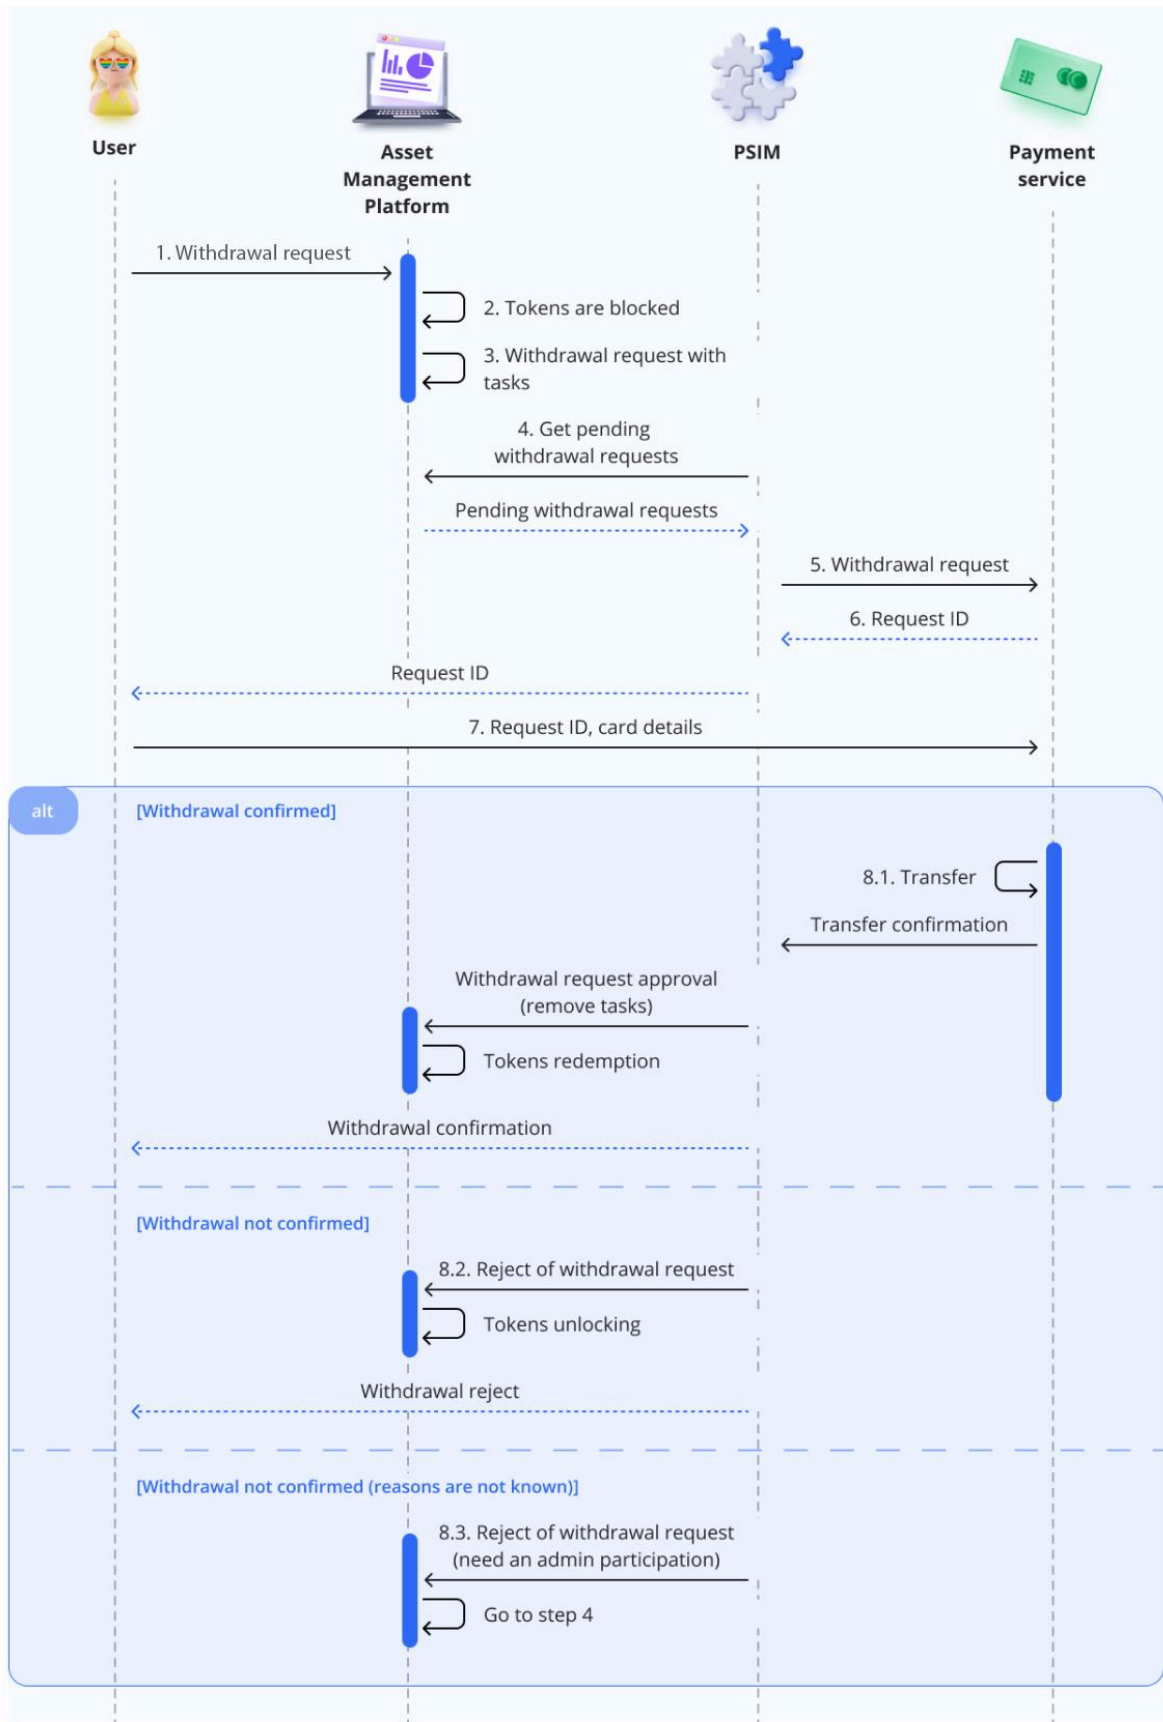 User
Asset
Management
Platform
PSIM
Payment
service
1. Withdrawal request
2. Tokens are blocked
3. Withdrawal request with
tasks
4. Get pending
withdrawal requests
Pending withdrawal requests
5. Withdrawal request
6. Request ID
Request ID
7. Request ID, card details
alt
[Withdrawal confirmed]
8.1. Transfer
Transfer confirmation
Withdrawal request approval
(remove tasks)
Tokens redemption
Withdrawal confirmation
[Withdrawal not confirmed]
8.2. Reject of withdrawal request
Tokens unlocking
Withdrawal reject
[Withdrawal not confirmed (reasons are not known)]
8.3. Reject of withdrawal request
(need an admin participation)
Go to step 4